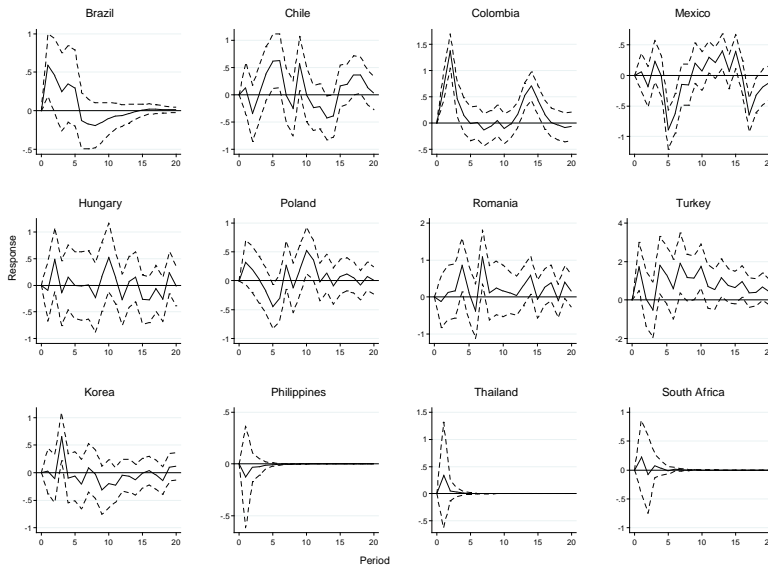 Brazil Chile Colombia Mexico
1 1 1.5 .5
.5 .5 1 0
0 0 .5 -.5
-.5 -.5 0 -1
-1 -.5
0 5 10 15 20 0 5 10 15 20 0 5 10 15 20 0 5 10 15 20
Hungary Poland Romania Turkey
Response
1 1 2 4
.5 .5 1 2
0 0 0 0
-.5 -.5 -1 -2
-1 -1
0 5 10 15 20 0 5 10 15 20 0 5 10 15 20 0 5 10 15 20
Korea Philippines Thailand South Africa
1 .5 1.5 1
.5 0 1 .5
0 -.5 .5 0
-.5 0 -.5
-1 -.5 -1
0 5 10 15 20 0 5 10 15 20 0 5 10 15 20 0 5 10 15 20
Period